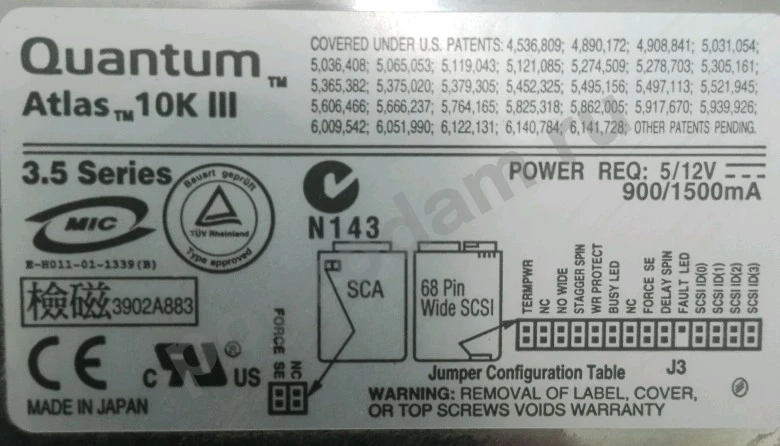 Quantum™
Atlas™ 10K III
3.5 Series
COVERED UNDER U.S. PATENTS: 4,536,809; 4,890,172; 4,908,841; 5,031,054;
5,036,408; 5,065,053; 5,119,043; 5,121,085; 5,274,509; 5,278,703; 5,305,161;
5,365,382; 5,375,020; 5,379,305; 5,452,325; 5,495,156; 5,497,113; 5,521,945;
5,606,466; 5,666,237; 5,764,165; 5,825,318; 5,862,005; 5,917,670; 5,939,926;
6,009,542; 6,051,990; 6,122,131; 6,140,784; 6,141,728; OTHER PATENTS PENDING.
POWER REQ: 5/12V
900/1500mA
MIC
E-H011-01-1339 (B)
Bauart geprüft
TÜV Rheinland
Type approved
N143
檢磁 3902A883
CE
C UR ® US
MADE IN JAPAN
FORCE SE
NC
SCA
68 Pin
Wide SCSI
TERMPWR
NC
NO WIDE
STAGGER SPIN
WR PROTECT
BUSY LED
NC
FORCE SE
DELAY SPIN
FAULT LED
SCSI ID(0)
SCSI ID(1)
SCSI ID(2)
SCSI ID(3)
Jumper Configuration Table
J3
WARNING: REMOVAL OF LABEL, COVER,
OR TOP SCREWS VOIDS WARRANTY